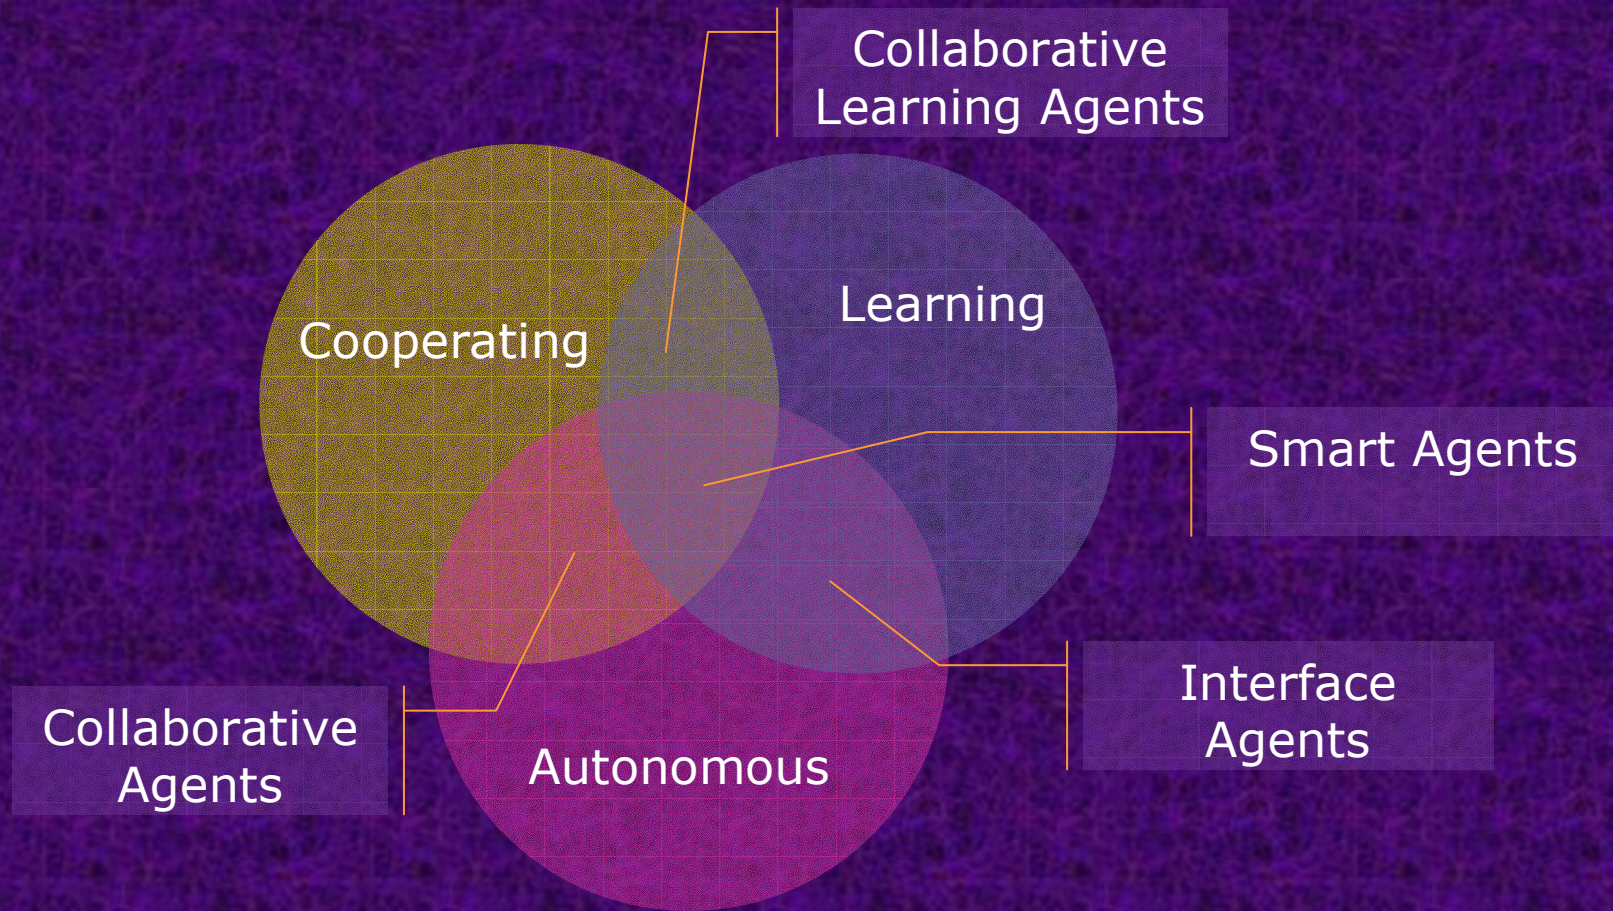 Collaborative
Learning Agents
Learning
Cooperating
Smart Agents
Interface
Agents
Collaborative
Agents
Autonomous